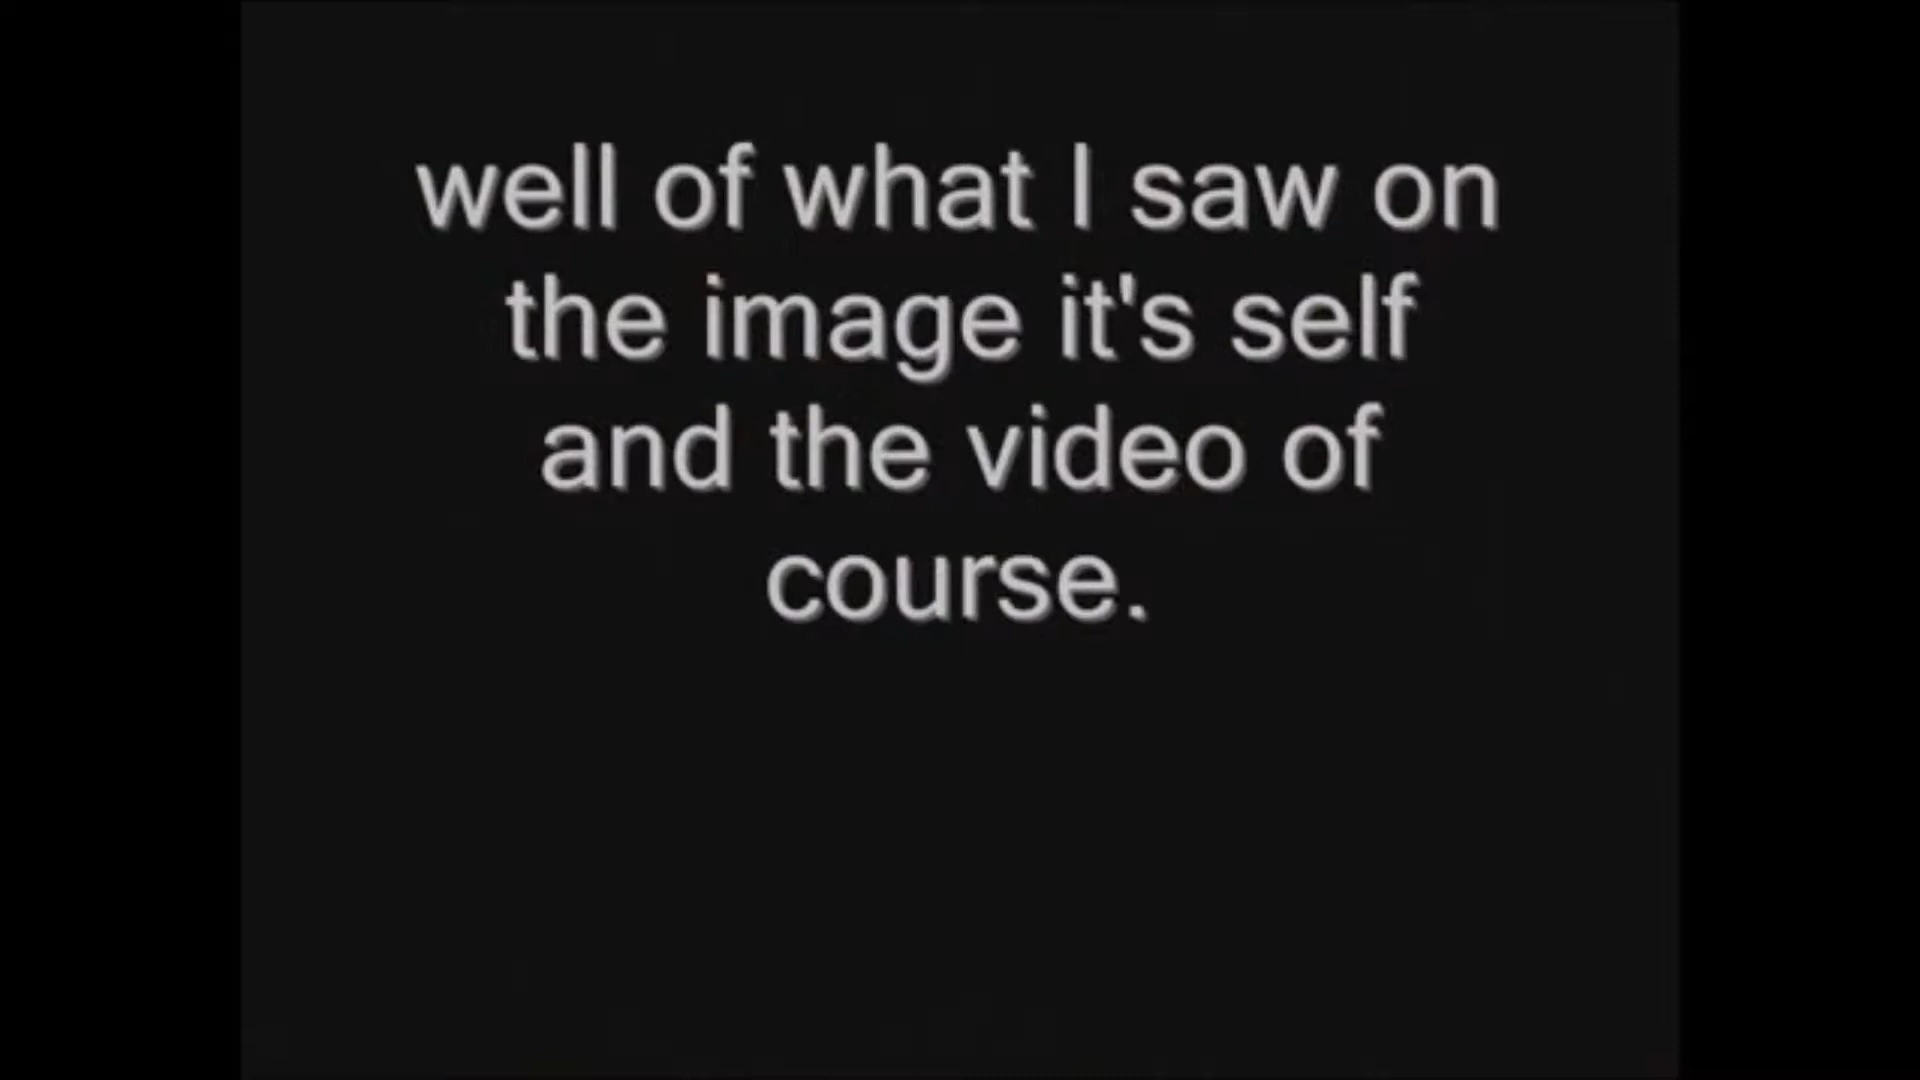 well of what I saw on
the image it's self
and the video of
course.